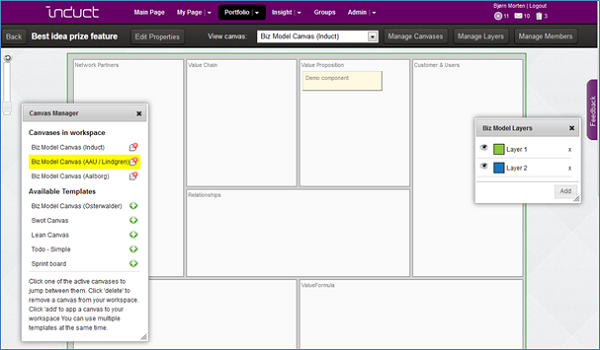 induct
Main Page
My Page
Portfolio
Insight
Groups
Admin
Bjørn Morten | Logout
11
10
3
Back
Best idea prize feature
Edit Properties
View canvas:
Biz Model Canvas (Induct)
Manage Canvases
Manage Layers
Manage Members
Network Partners
Value Chain
Value Proposition
Customer & Users
Demo component
Relationships
ValueFormula
Canvas Manager
Canvases in workspace
Biz Model Canvas (Induct)
Biz Model Canvas (AAU / Lindgren)
Biz Model Canvas (Aalborg)
Available Templates
Biz Model Canvas (Osterwalder)
Swot Canvas
Lean Canvas
Todo - Simple
Sprint board
Click one of the active canvases to
jump between them. Click 'delete' to
remove a canvas from your workspace.
Click 'add' to app a canvas to your
workspace You can use multiple
templates at the same time.
Biz Model Layers
Layer 1 x
Layer 2 x
Add
Feedback